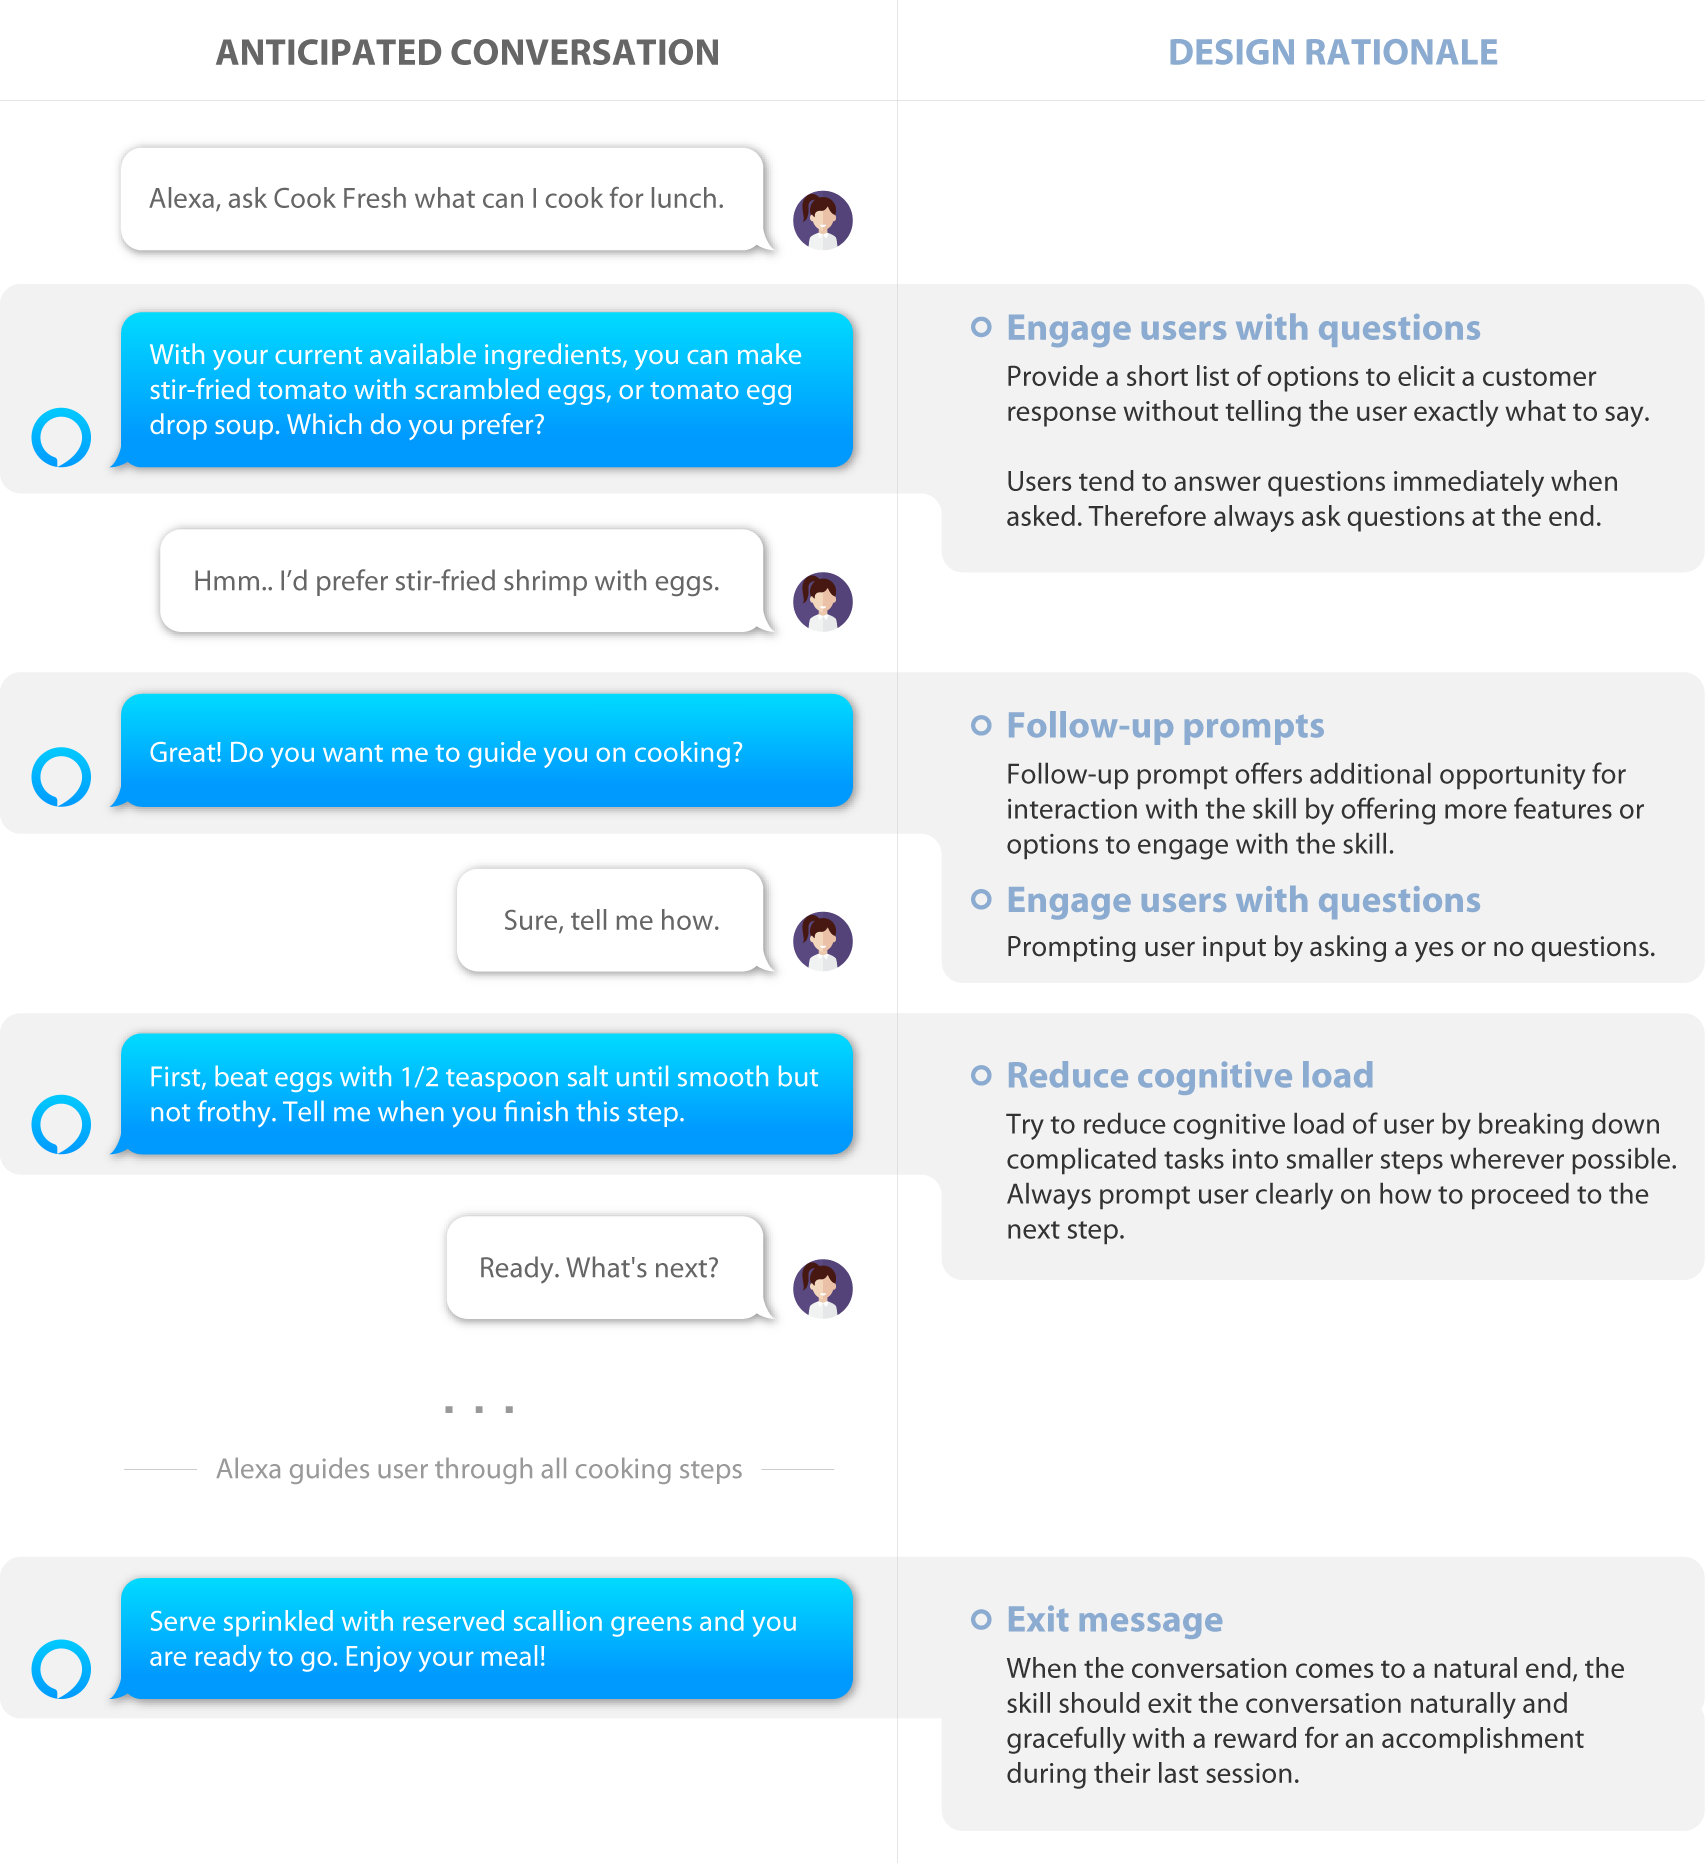 ANTICIPATED CONVERSATION
DESIGN RATIONALE
Alexa, ask Cook Fresh what can I cook for lunch.
With your current available ingredients, you can make
stir-fried tomato with scrambled eggs, or tomato egg
drop soup. Which do you prefer?
Engage users with questions
Provide a short list of options to elicit a customer
response without telling the user exactly what to say.
Users tend to answer questions immediately when
asked. Therefore always ask questions at the end.
Hmm.. I’d prefer stir-fried shrimp with eggs.
Great! Do you want me to guide you on cooking?
Follow-up prompts
Follow-up prompt offers additional opportunity for
interaction with the skill by offering more features or
options to engage with the skill.
Engage users with questions
Prompting user input by asking a yes or no questions.
Sure, tell me how.
First, beat eggs with 1/2 teaspoon salt until smooth but
not frothy. Tell me when you finish this step.
Reduce cognitive load
Try to reduce cognitive load of user by breaking down
complicated tasks into smaller steps wherever possible.
Always prompt user clearly on how to proceed to the
next step.
Ready. What's next?
. . .
Alexa guides user through all cooking steps
Serve sprinkled with reserved scallion greens and you
are ready to go. Enjoy your meal!
Exit message
When the conversation comes to a natural end, the
skill should exit the conversation naturally and
gracefully with a reward for an accomplishment
during their last session.